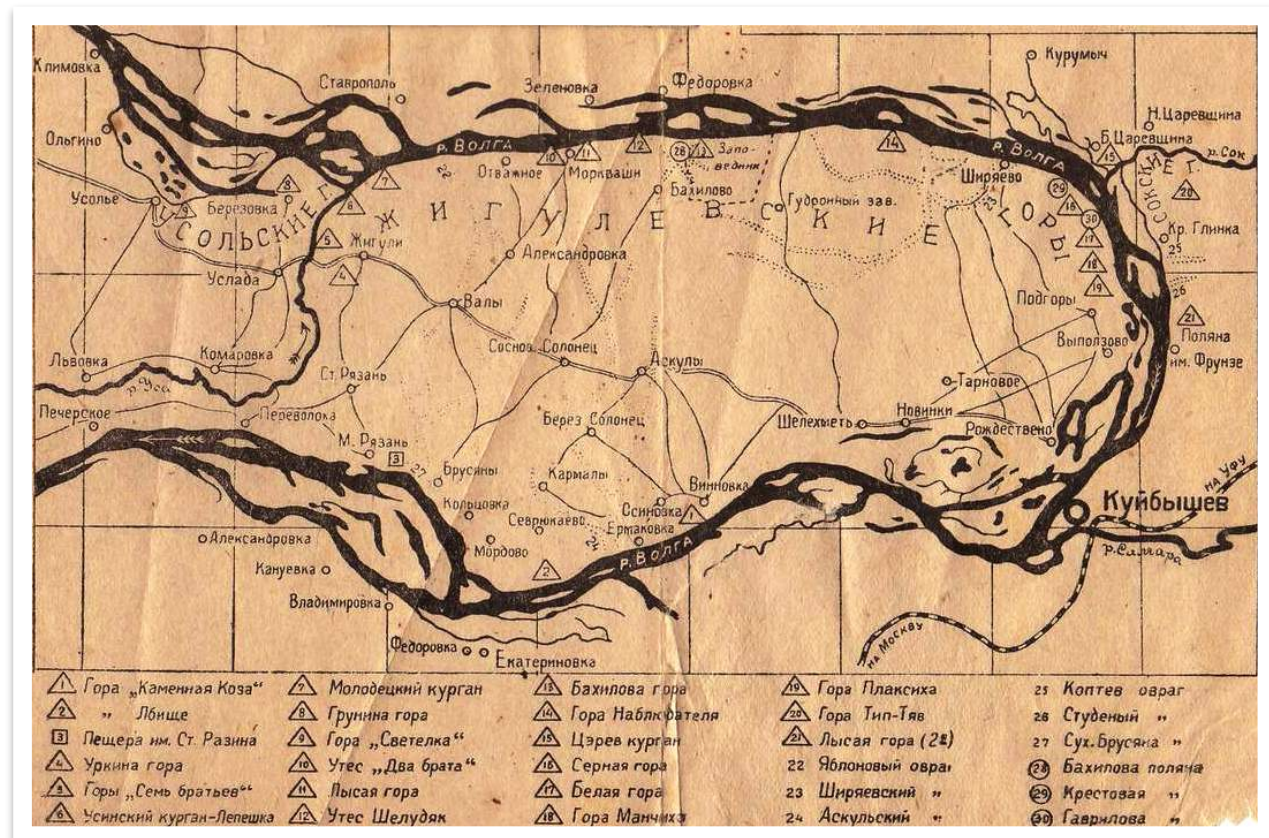 Климовка
Курумыч
Ставрополь
Зеленовка
Федоровка
Ольгино
Н.Царевщина
Б.Царевщина
р. ВОЛГА
р. ВОЛГА
р. Сок
Отважное
Моркваши
Запо-
ведник
Ширяево
СОКСКИЕ Г.
Усолье
Березовка
Бахилово
Гудронный зав.
УСОЛЬСКИЕ Г.
ЖИГУЛЕВСКИЕ ГОРЫ
Кр. Глинка
Жигули
Александровка
Услада
Валы
Подгоры
Выползово
Поляна
им. Фрунзе
Львовка
Комаровка
Соснов. Солонец
Аскулы
р. Уса
Ст. Рязань
Тарновое
Печерское
Переволока
Берез Солонец
Шелехметь
Новинки
Рождествено
М. Рязань
Брусяны
Кармалы
Винновка
на Уфу
Кольцовка
Осиновка
Куйбышев
Севрюкаево
Ермаковка
Александровка
Мордово
р. Самара
Кануевка
р. ВОЛГА
Владимировка
на Москву
Федоровка
Екатериновка
1 Гора „Каменная Коза“
2 „ Лбище
3 Пещера им. Ст. Разина
4 Уркина гора
5 Горы „Семь братьев“
6 Усинский курган-Лепешка
7 Молодецкий курган
8 Грунина гора
9 Гора „Светелка“
10 Утес „Два брата“
11 Лысая гора
12 Утес Шелудяк
13 Бахилова гора
14 Гора Наблюдателя
15 Царев курган
16 Серная гора
17 Белая гора
18 Гора Манчиха
19 Гора Плаксиха
20 Гора Тип-Тяв
21 Лысая гора (2я)
22 Яблоновый овраг
23 Ширяевский „
24 Аскульский „
25 Коптев овраг
26 Студеный „
27 Сух. Брусяна „
28 Бахилова поляна
29 Крестовая „
30 Гаврилова „